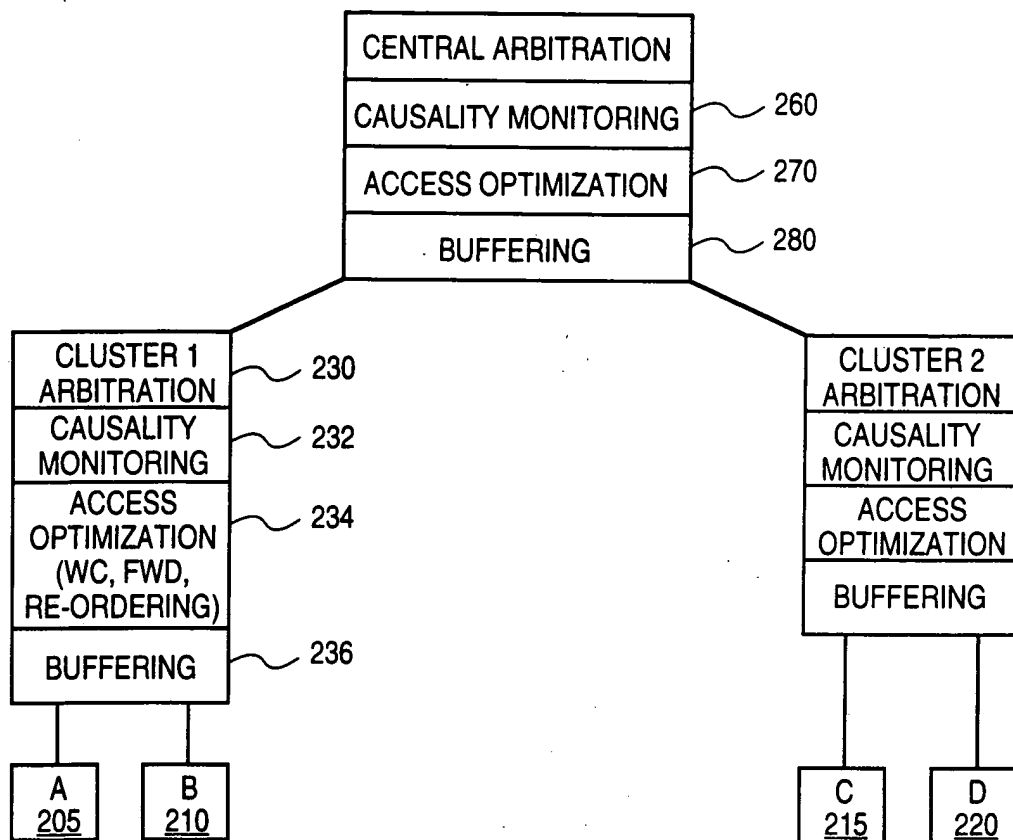 CENTRAL ARBITRATION
CAUSALITY MONITORING
260
ACCESS OPTIMIZATION
270
BUFFERING
280
CLUSTER 1
ARBITRATION
230
CAUSALITY
MONITORING
232
ACCESS
OPTIMIZATION
(WC, FWD,
RE-ORDERING)
234
BUFFERING
236
A
205
B
210
CLUSTER 2
ARBITRATION
CAUSALITY
MONITORING
ACCESS
OPTIMIZATION
BUFFERING
C
215
D
220